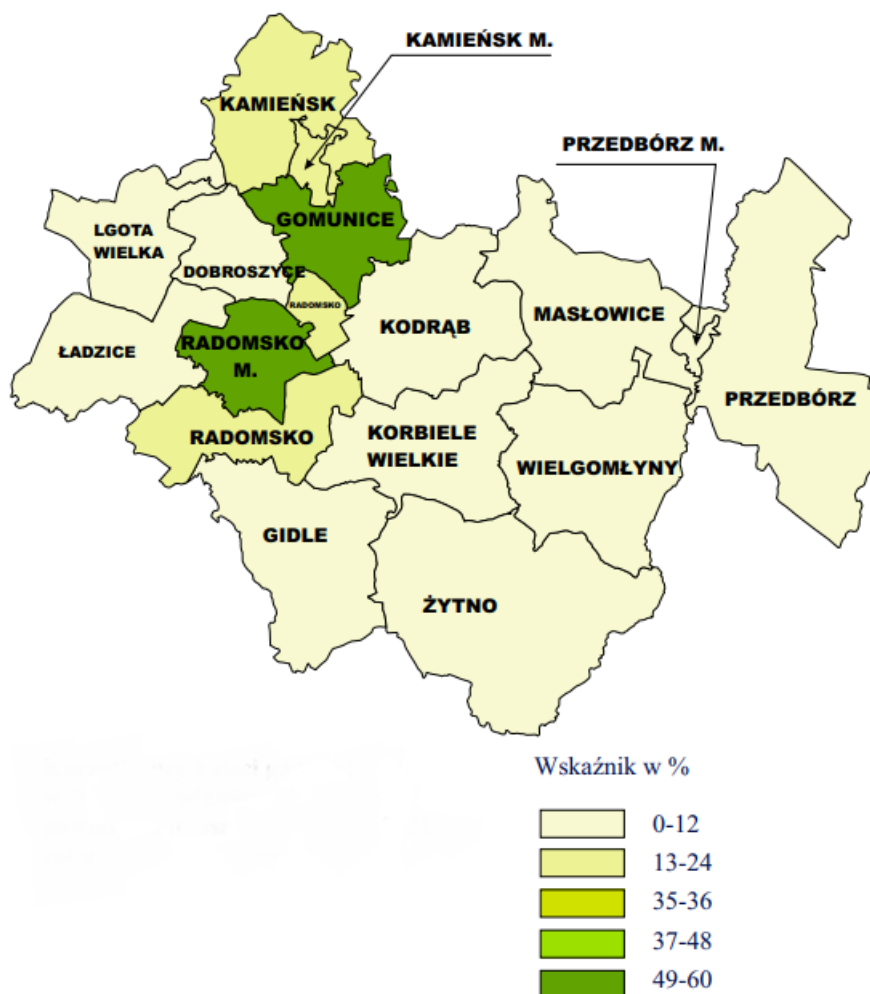 KAMIEŃSK M.
KAMIEŃSK
PRZEDBÓRZ M.
GOMUNICE
LGOTA
WIELKA
DOBROSZYCE
RADOMSKO
MASŁOWICE
KODRĄB
RADOMSKO
M.
ŁADZICE
PRZEDBÓRZ
RADOMSKO
KORBIELE
WIELKIE
WIELGOMŁYNY
GIDLE
ŻYTNO
Wskaźnik w %
0-12
13-24
35-36
37-48
49-60